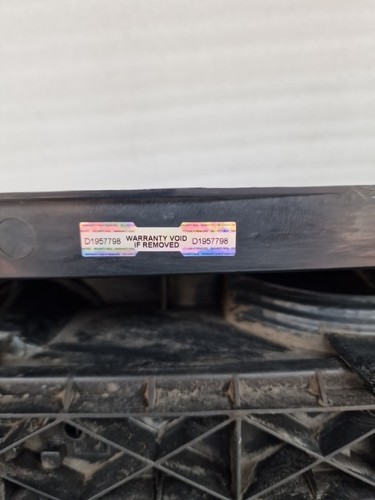 D1957798 WARRANTY VOID D1957798
IF REMOVED